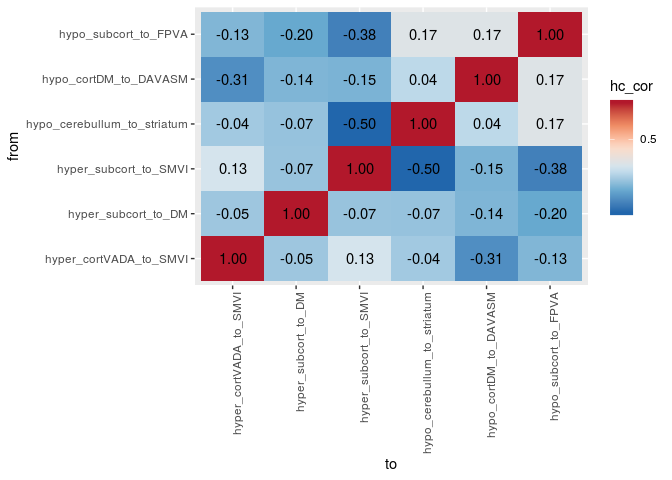 hypo_subcort_to_FPVA -0.13 -0.20 -0.38 0.17 0.17 1.00
hypo_cortDM_to_DAVASM -0.31 -0.14 -0.15 0.04 1.00 0.17
hypo_cerebullum_to_striatum -0.04 -0.07 -0.50 1.00 0.04 0.17
hyper_subcort_to_SMVI 0.13 -0.07 1.00 -0.50 -0.15 -0.38
hyper_subcort_to_DM -0.05 1.00 -0.07 -0.07 -0.14 -0.20
hyper_cortVADA_to_SMVI 1.00 -0.05 0.13 -0.04 -0.31 -0.13
from
hyper_cortVADA_to_SMVI
hyper_subcort_to_DM
hyper_subcort_to_SMVI
hypo_cerebullum_to_striatum
hypo_cortDM_to_DAVASM
hypo_subcort_to_FPVA
to
hc_cor
0.5